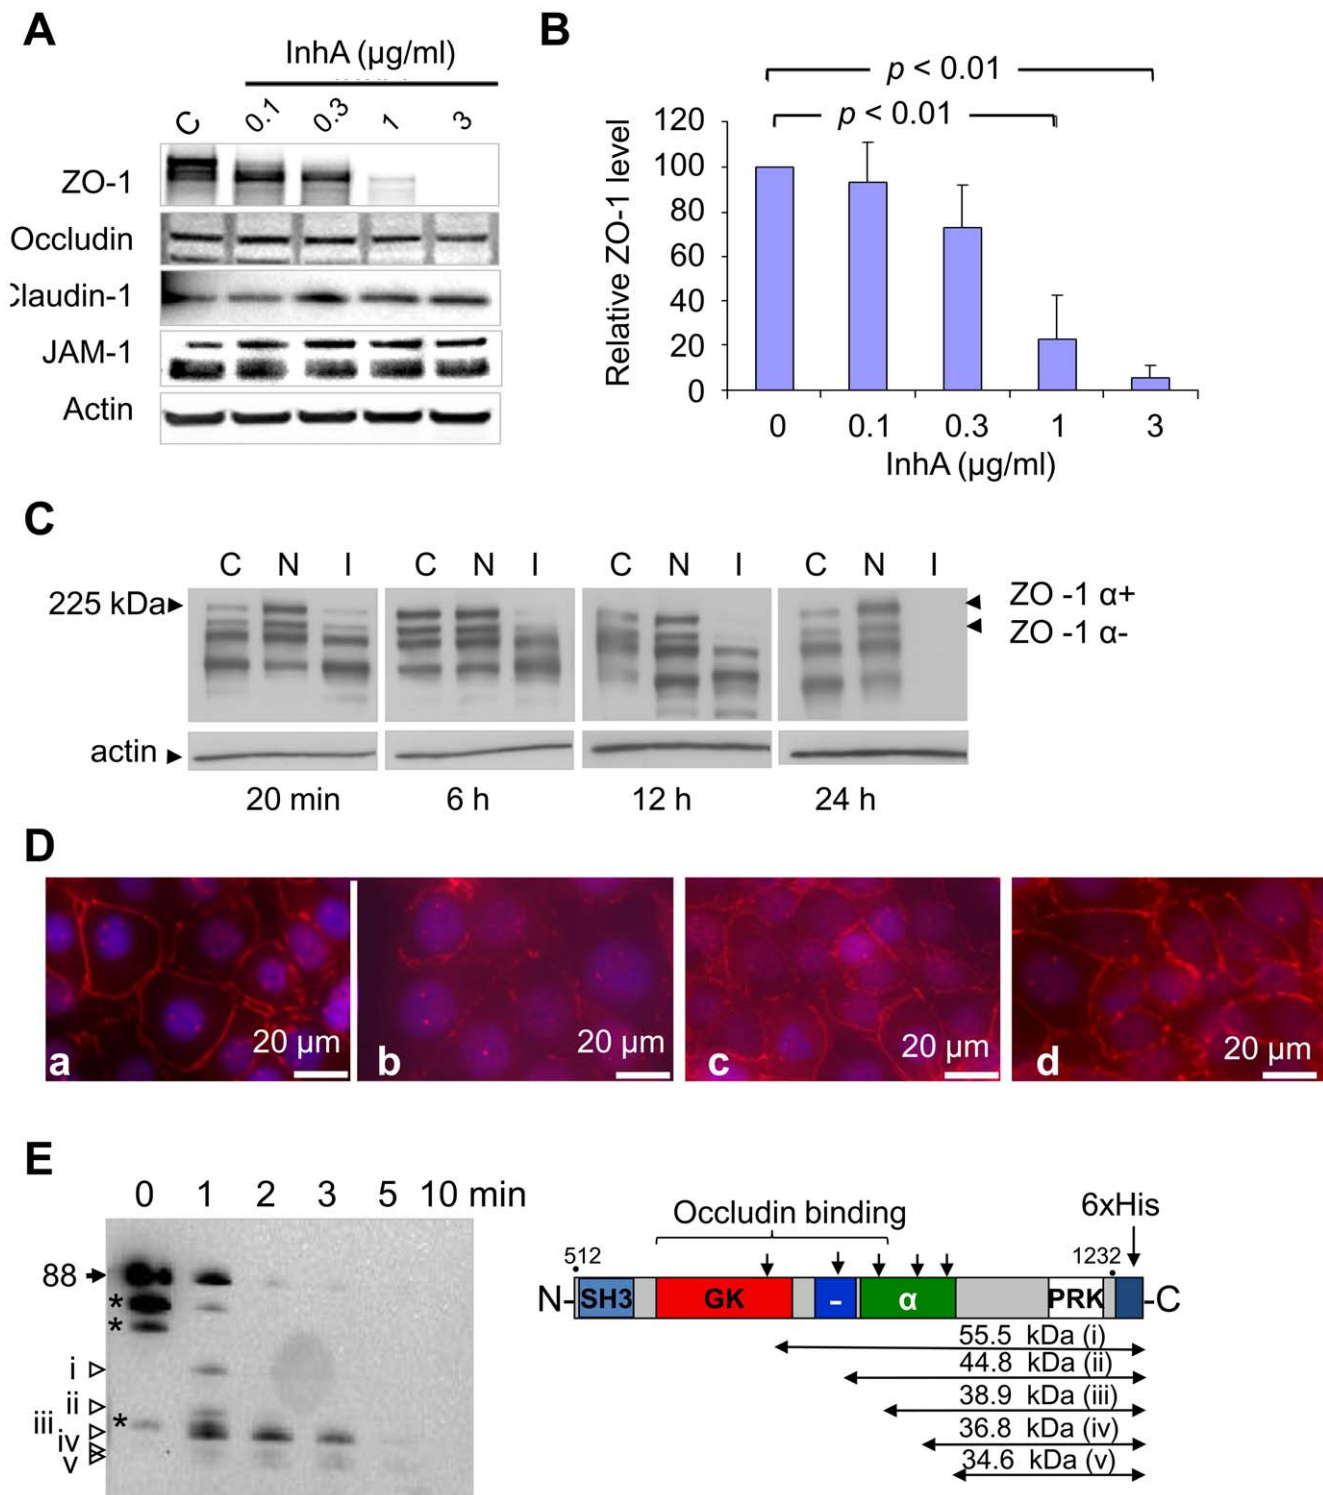 A
InhA (µg/ml)
C 0.1 0.3 1 3
ZO-1
Occludin
Claudin-1
JAM-1
Actin
B
p < 0.01
p < 0.01
120
100
80
60
40
20
0
Relative ZO-1 level
0 0.1 0.3 1 3
InhA (µg/ml)
C
C N I C N I C N I C N I
225 kDa
ZO -1 α+
ZO -1 α-
actin
20 min 6 h 12 h 24 h
D
a 20 µm
b 20 µm
c 20 µm
d 20 µm
E
0 1 2 3 5 10 min
88
*
*
i
ii
*
iii
iv
v
Occludin binding
6xHis
512 1232
N- SH3 GK - α PRK -C
55.5 kDa (i)
44.8 kDa (ii)
38.9 kDa (iii)
36.8 kDa (iv)
34.6 kDa (v)